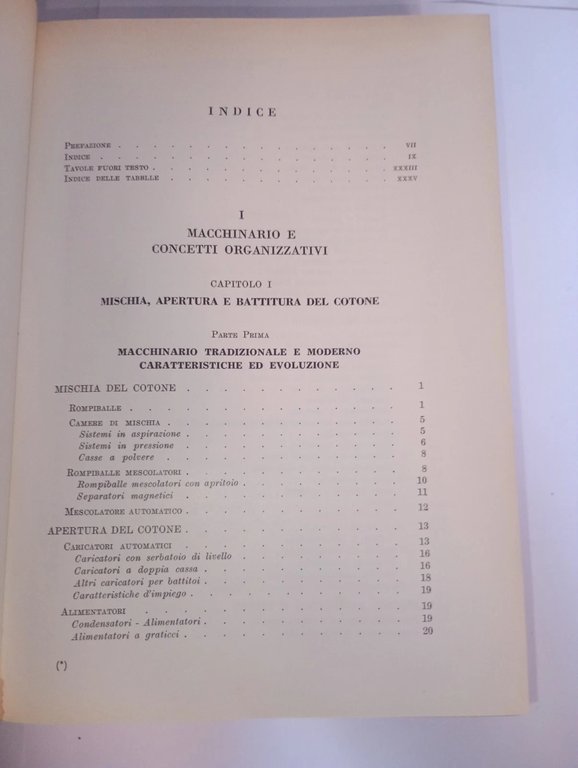 INDICE
PREFAZIONE . . . . . . . . . . . . . VII
INDICE . . . . . . . . . . . . . . IX
TAVOLE FUORI TESTO . . . . . . . . . . . XXXIII
INDICE DELLE TABELLE . . . . . . . . . . . XXXV
I
MACCHINARIO E
CONCETTI ORGANIZZATIVI
CAPITOLO I
MISCHIA, APERTURA E BATTITURA DEL COTONE
PARTE PRIMA
MACCHINARIO TRADIZIONALE E MODERNO
CARATTERISTICHE ED EVOLUZIONE
MISCHIA DEL COTONE . . . . . . . . . . . . 1
ROMPIBALLE . . . . . . . . . . . . . . 1
CAMERE DI MISCHIA . . . . . . . . . . . . 5
Sistemi in aspirazione . . . . . . . . . . . 5
Sistemi in pressione . . . . . . . . . . . 6
Casse a polvere . . . . . . . . . . . . 8
ROMPIBALLE MESCOLATORI . . . . . . . . . . . 8
Rompiballe mescolatori con apritoio . . . . . . . . 10
Separatori magnetici . . . . . . . . . . . 11
MESCOLATORE AUTOMATICO . . . . . . . . . . . 12
APERTURA DEL COTONE . . . . . . . . . . . . 13
CARICATORI AUTOMATICI . . . . . . . . . . . 13
Caricatori con serbatoio di livello . . . . . . . . 16
Caricatori a doppia cassa . . . . . . . . . . 16
Altri caricatori per battitoi . . . . . . . . . . 18
Caratteristiche d'impiego . . . . . . . . . . 19
ALIMENTATORI . . . . . . . . . . . . . 19
Condensatori - Alimentatori . . . . . . . . . . 19
Alimentatori a graticci . . . . . . . . . . . 20
(*)